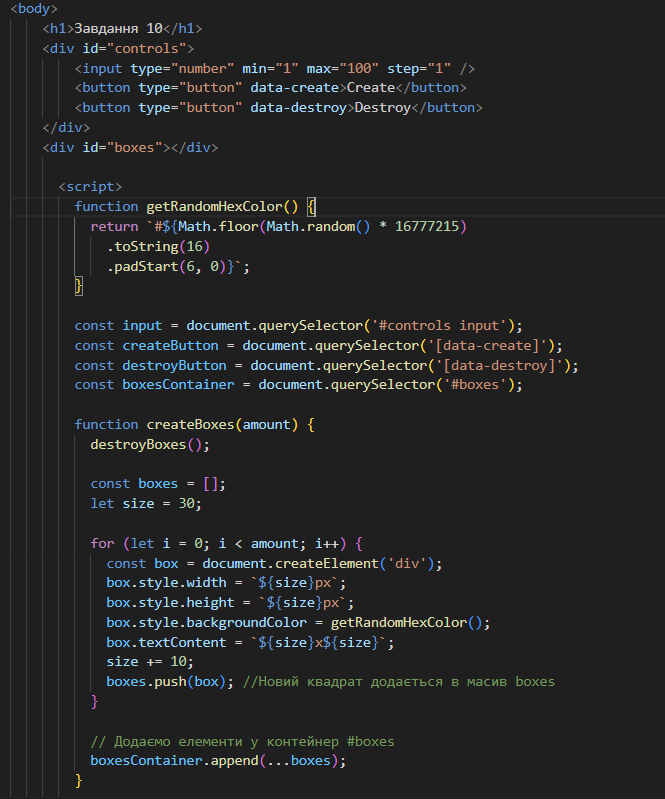 <body>
<h1>Завдання 10</h1>
<div id="controls">
<input type="number" min="1" max="100" step="1" />
<button type="button" data-create>Create</button>
<button type="button" data-destroy>Destroy</button>
</div>
<div id="boxes"></div>
<script>
function getRandomHexColor() {
return `#${Math.floor(Math.random() * 16777215)
.toString(16)
.padStart(6, 0)}`;
}
const input = document.querySelector('#controls input');
const createButton = document.querySelector('[data-create]');
const destroyButton = document.querySelector('[data-destroy]');
const boxesContainer = document.querySelector('#boxes');
function createBoxes(amount) {
destroyBoxes();
const boxes = [];
let size = 30;
for (let i = 0; i < amount; i++) {
const box = document.createElement('div');
box.style.width = `${size}px`;
box.style.height = `${size}px`;
box.style.backgroundColor = getRandomHexColor();
box.textContent = `${size}x${size}`;
size += 10;
boxes.push(box); //Новий квадрат додається в масив boxes
}
// Додаємо елементи у контейнер #boxes
boxesContainer.append(...boxes);
}